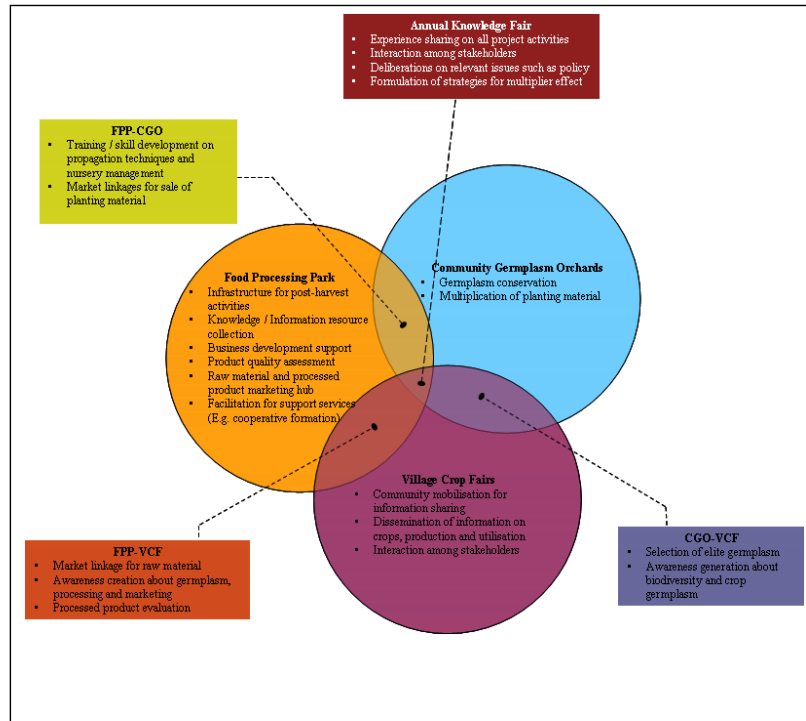 Annual Knowledge Fair
▪ Experience sharing on all project activities
▪ Interaction among stakeholders
▪ Deliberations on relevant issues such as policy
▪ Formulation of strategies for multiplier effect
FPP-CGO
▪ Training / skill development on
propagation techniques and
nursery management
▪ Market linkages for sale of
planting material
Community Germplasm Orchards
▪ Germplasm conservation
▪ Multiplication of planting material
Food Processing Park
▪ Infrastructure for post-harvest
activities
▪ Knowledge / Information resource
collection
▪ Business development support
▪ Product quality assessment
▪ Raw material and processed
product marketing hub
▪ Facilitation for support services
(E.g. cooperative formation)
Village Crop Fairs
▪ Community mobilisation for
information sharing
▪ Dissemination of information on
crops, production and utilisation
▪ Interaction among stakeholders
FPP-VCF
▪ Market linkage for raw material
▪ Awareness creation about germplasm,
processing and marketing
▪ Processed product evaluation
CGO-VCF
▪ Selection of elite germplasm
▪ Awareness generation about
biodiversity and crop
germplasm